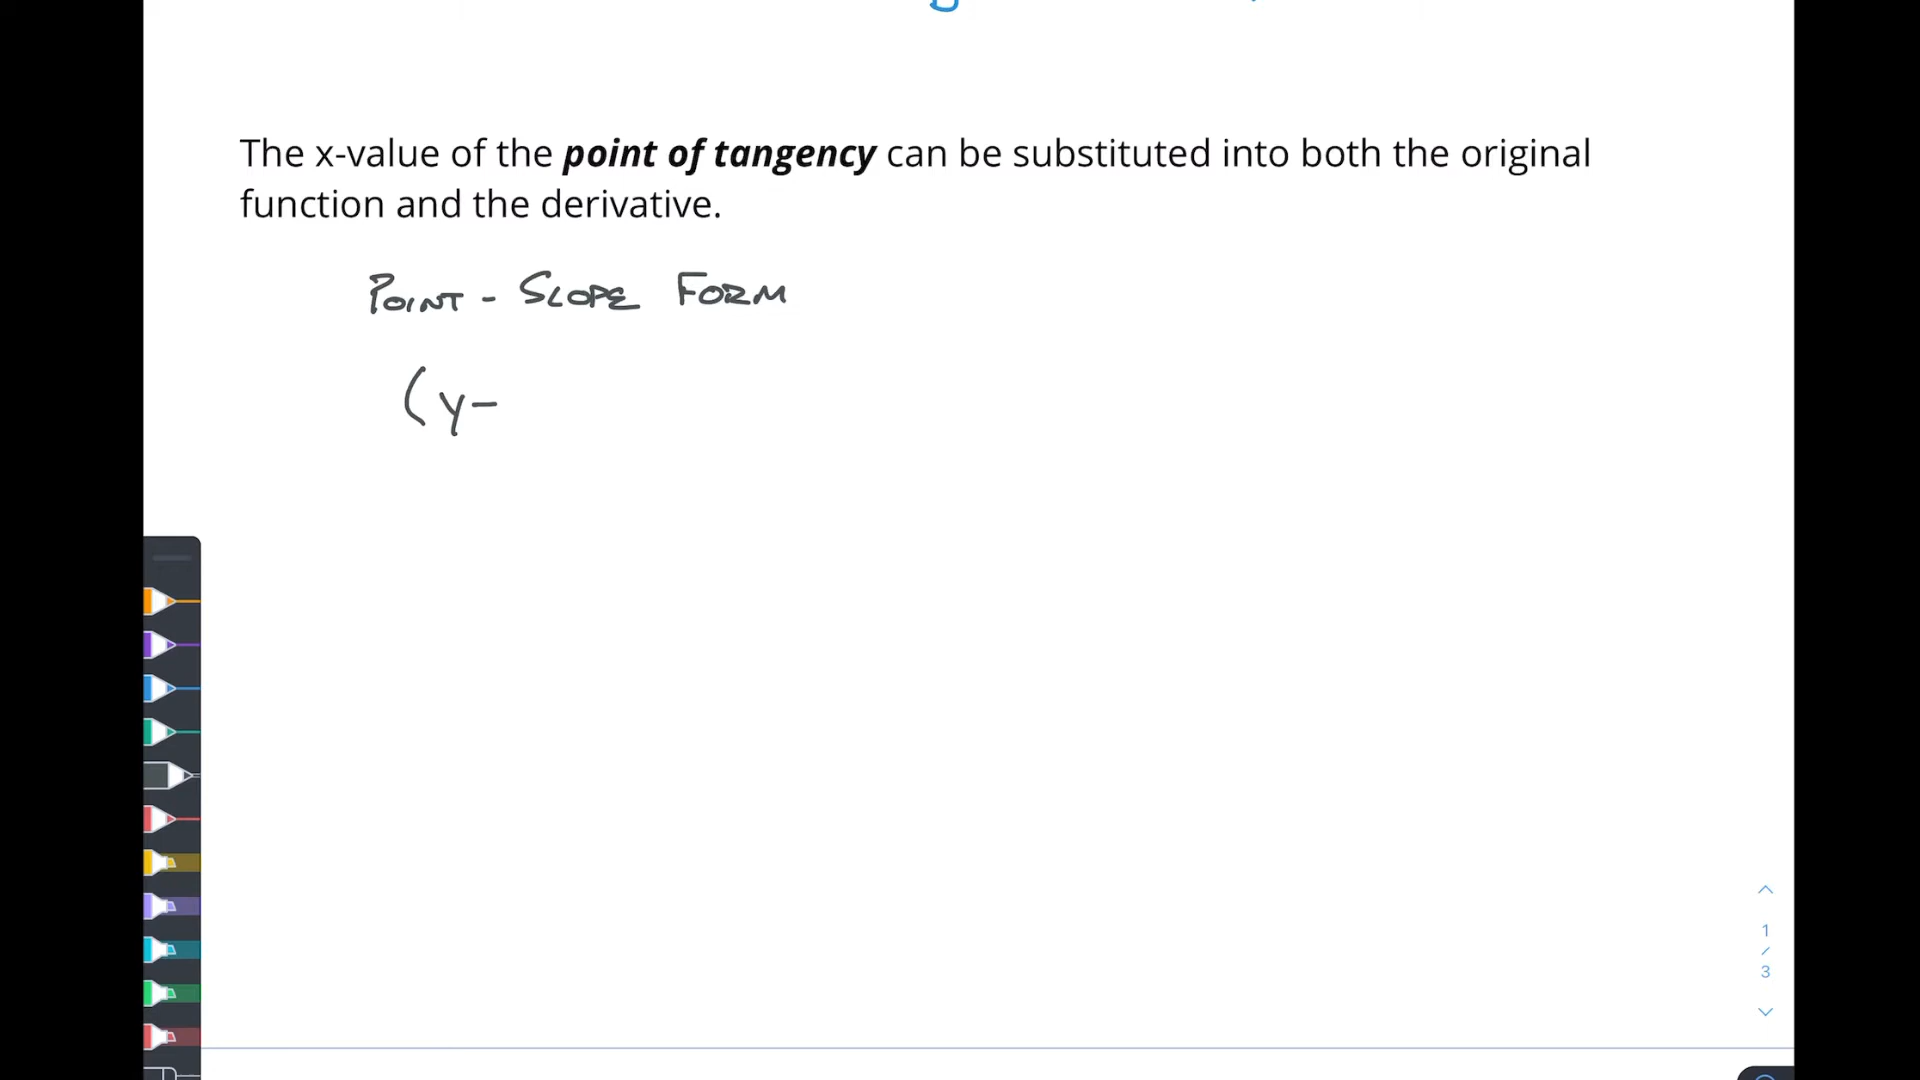 The x-value of the point of tangency can be substituted into both the original
function and the derivative.
POINT - SLOPE FORM
(y-
1
/
3